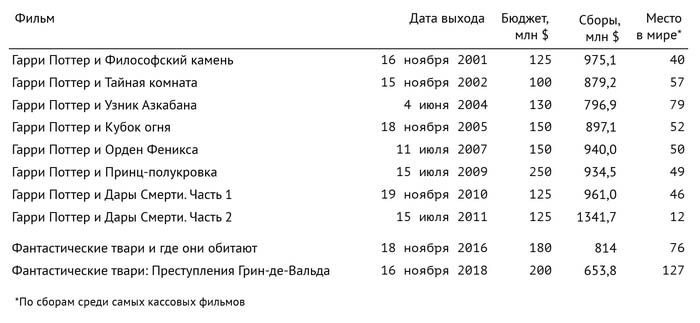 Фильм Дата выхода Бюджет, млн $ Сборы, млн $ Место в мире*
Гарри Поттер и Философский камень 16 ноября 2001 125 975,1 40
Гарри Поттер и Тайная комната 15 ноября 2002 100 879,2 57
Гарри Поттер и Узник Азкабана 4 июня 2004 130 796,9 79
Гарри Поттер и Кубок огня 18 ноября 2005 150 897,1 52
Гарри Поттер и Орден Феникса 11 июля 2007 150 940,0 50
Гарри Поттер и Принц-полукровка 15 июля 2009 250 934,5 49
Гарри Поттер и Дары Смерти. Часть 1 19 ноября 2010 125 961,0 46
Гарри Поттер и Дары Смерти. Часть 2 15 июля 2011 125 1341,7 12
Фантастические твари и где они обитают 18 ноября 2016 180 814 76
Фантастические твари: Преступления Грин-де-Вальда 16 ноября 2018 200 653,8 127
*По сборам среди самых кассовых фильмов